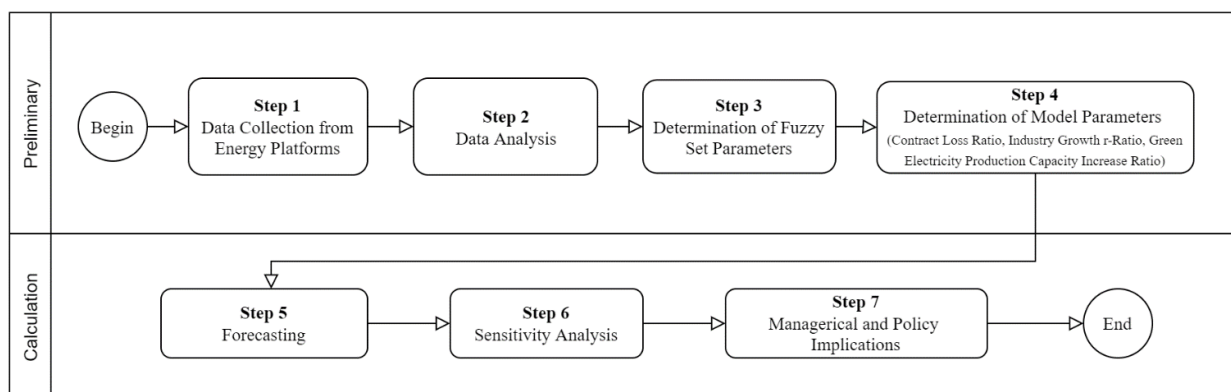 Preliminary
Begin
Step 1
Data Collection from
Energy Platforms
Step 2
Data Analysis
Step 3
Determination of Fuzzy
Set Parameters
Step 4
Determination of Model Parameters
(Contract Loss Ratio, Industry Growth r-Ratio, Green
Electricity Production Capacity Increase Ratio)
Calculation
Step 5
Forecasting
Step 6
Sensitivity Analysis
Step 7
Managerical and Policy
Implications
End